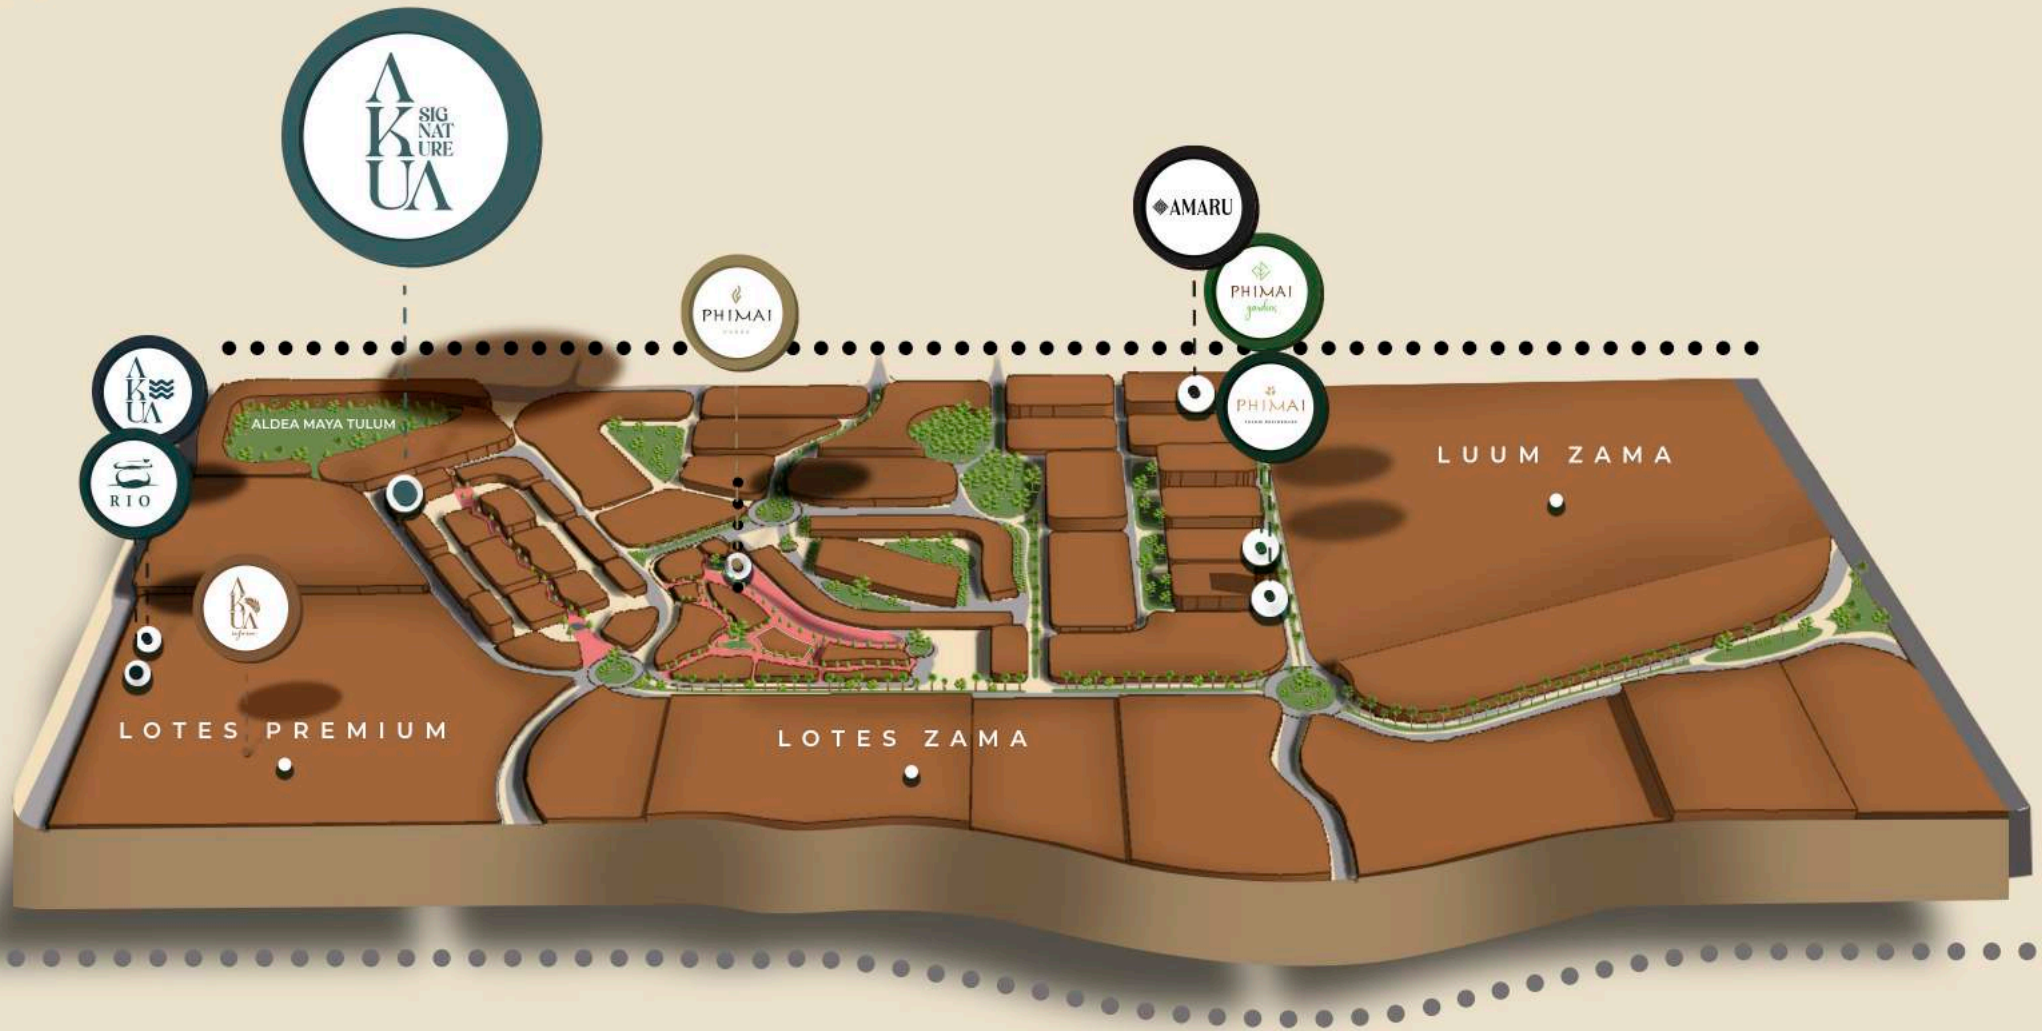 AKUA
SIG
NAT
URE
AMARU
PHIMAI
gardens
PHIMAI
PHIMAI
AKUA
RIO
ALDEA MAYA TULUM
AKUA
LUUM ZAMA
LOTES PREMIUM
LOTES ZAMA